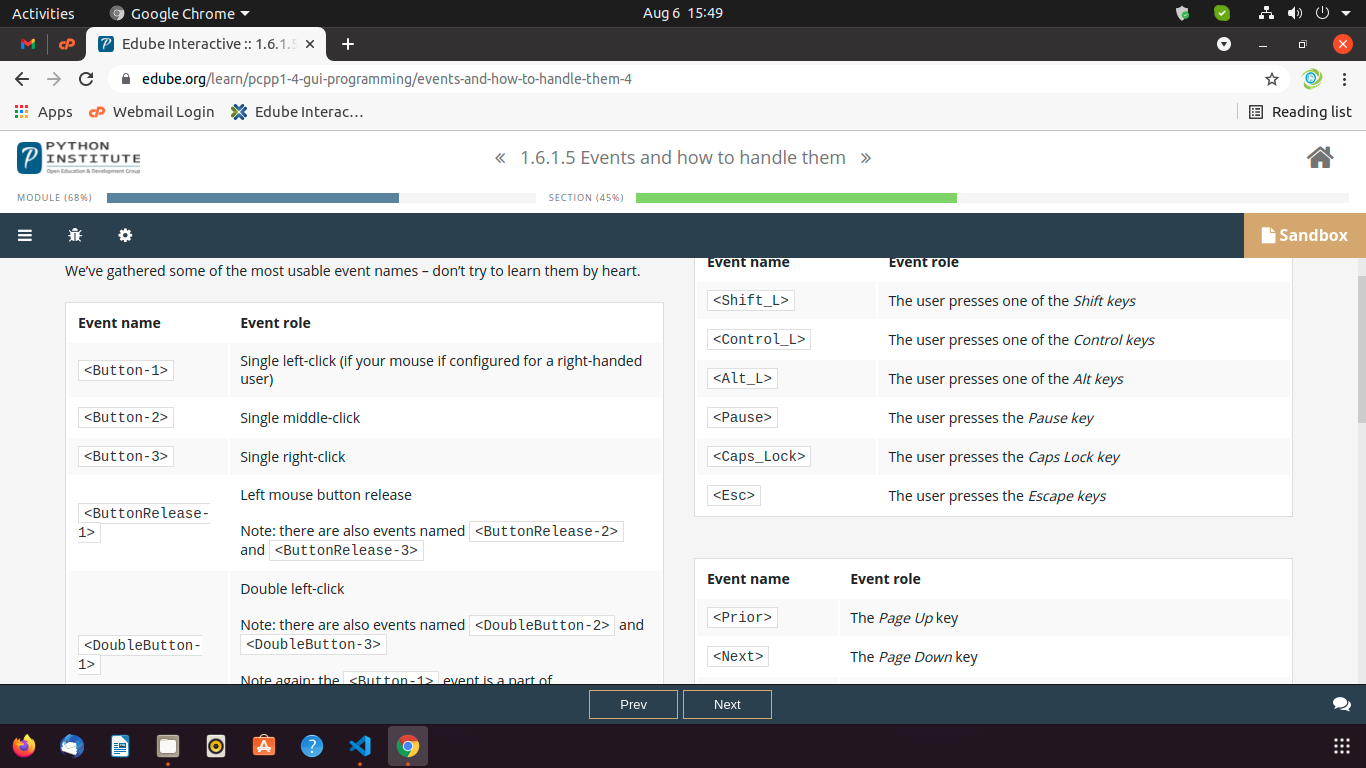 Activities
Google Chrome
Aug 6 15:49
Edube Interactive :: 1.6.1.5
edube.org/learn/pcpp1-4-gui-programming/events-and-how-to-handle-them-4
Apps
Webmail Login
Edube Interac…
Reading list
PYTHON
INSTITUTE
Open Education & Development Group
« 1.6.1.5 Events and how to handle them »
MODULE (68%)
SECTION (45%)
Sandbox
We've gathered some of the most usable event names – don't try to learn them by heart.
Event name Event role
<Button-1> Single left-click (if your mouse if configured for a right-handed
user)
<Button-2> Single middle-click
<Button-3> Single right-click
<ButtonRelease-
1>
Left mouse button release
Note: there are also events named <ButtonRelease-2>
and <ButtonRelease-3>
<DoubleButton-
1>
Double left-click
Note: there are also events named <DoubleButton-2> and
<DoubleButton-3>
Note again: the <Button-1> event is a part of
Event name Event role
<Shift_L> The user presses one of the Shift keys
<Control_L> The user presses one of the Control keys
<Alt_L> The user presses one of the Alt keys
<Pause> The user presses the Pause key
<Caps_Lock> The user presses the Caps Lock key
<Esc> The user presses the Escape keys
Event name Event role
<Prior> The Page Up key
<Next> The Page Down key
Prev
Next